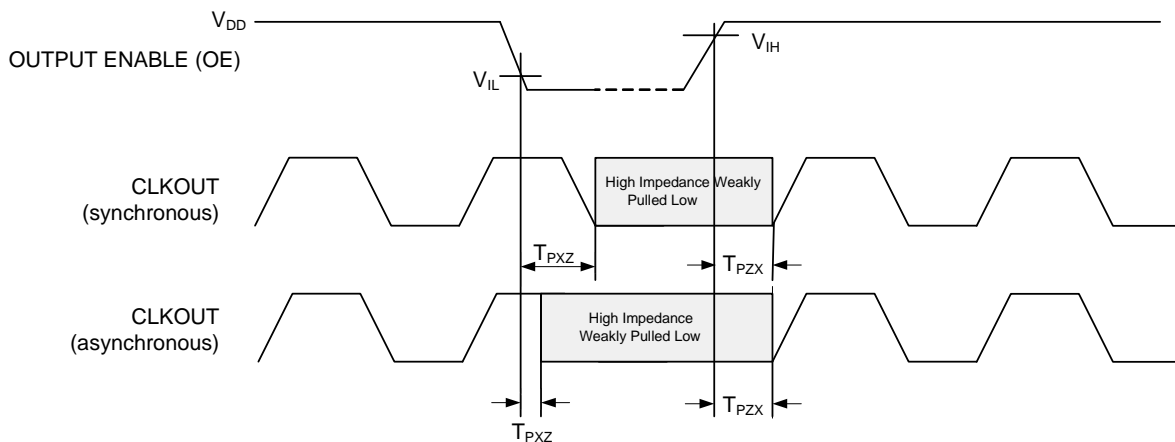 VDD
OUTPUT ENABLE (OE)
VIH
VIL
CLKOUT
(synchronous)
High Impedance Weakly
Pulled Low
TPXZ
TPZX
CLKOUT
(asynchronous)
High Impedance
Weakly Pulled Low
TPZX
TPXZ